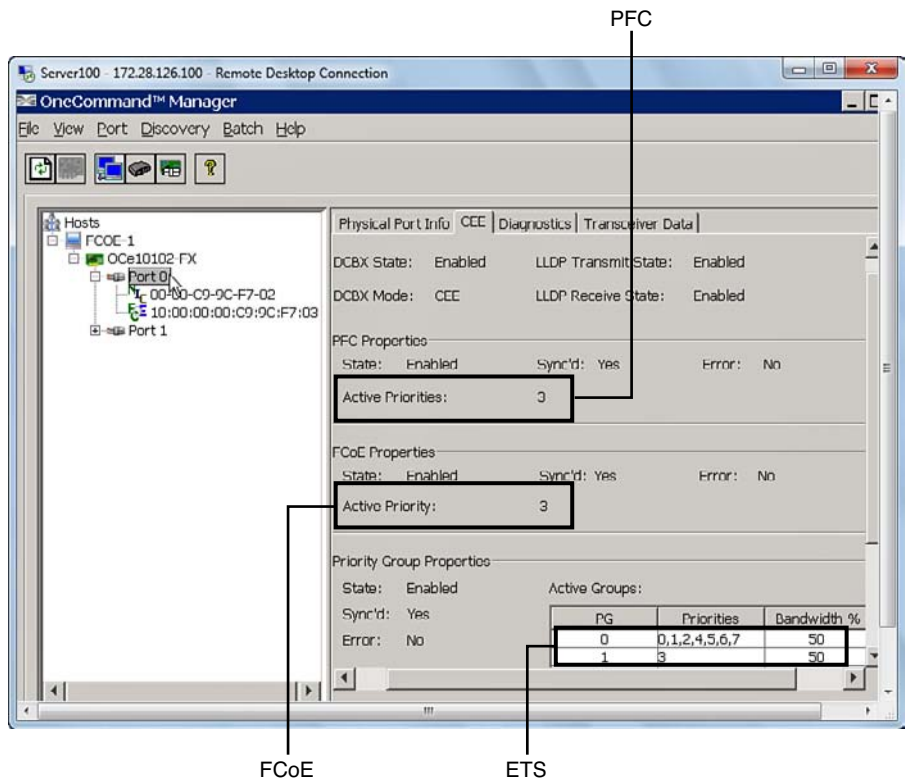 PFC
Server100 - 172.28.126.100 - Remote Desktop Connection
OneCommand™ Manager
File View Port Discovery Batch Help
Hosts
FCOE-1
OCe10102-FX
Port 0
00-00-C9-9C-F7-02
10:00:00:00:C9:9C:F7:03
Port 1
Physical Port Info CEE Diagnostics Transceiver Data
DCBX State: Enabled LLDP Transmit State: Enabled
DCBX Mode: CEE LLDP Receive State: Enabled
PFC Properties
State: Enabled Sync'd: Yes Error: No
Active Priorities: 3
FCoE Properties
State: Enabled Sync'd: Yes Error: No
Active Priority: 3
Priority Group Properties
State: Enabled Active Groups:
Sync'd: Yes PG Priorities Bandwidth %
Error: No 0 0,1,2,4,5,6,7 50
1 3 50
FCoE ETS